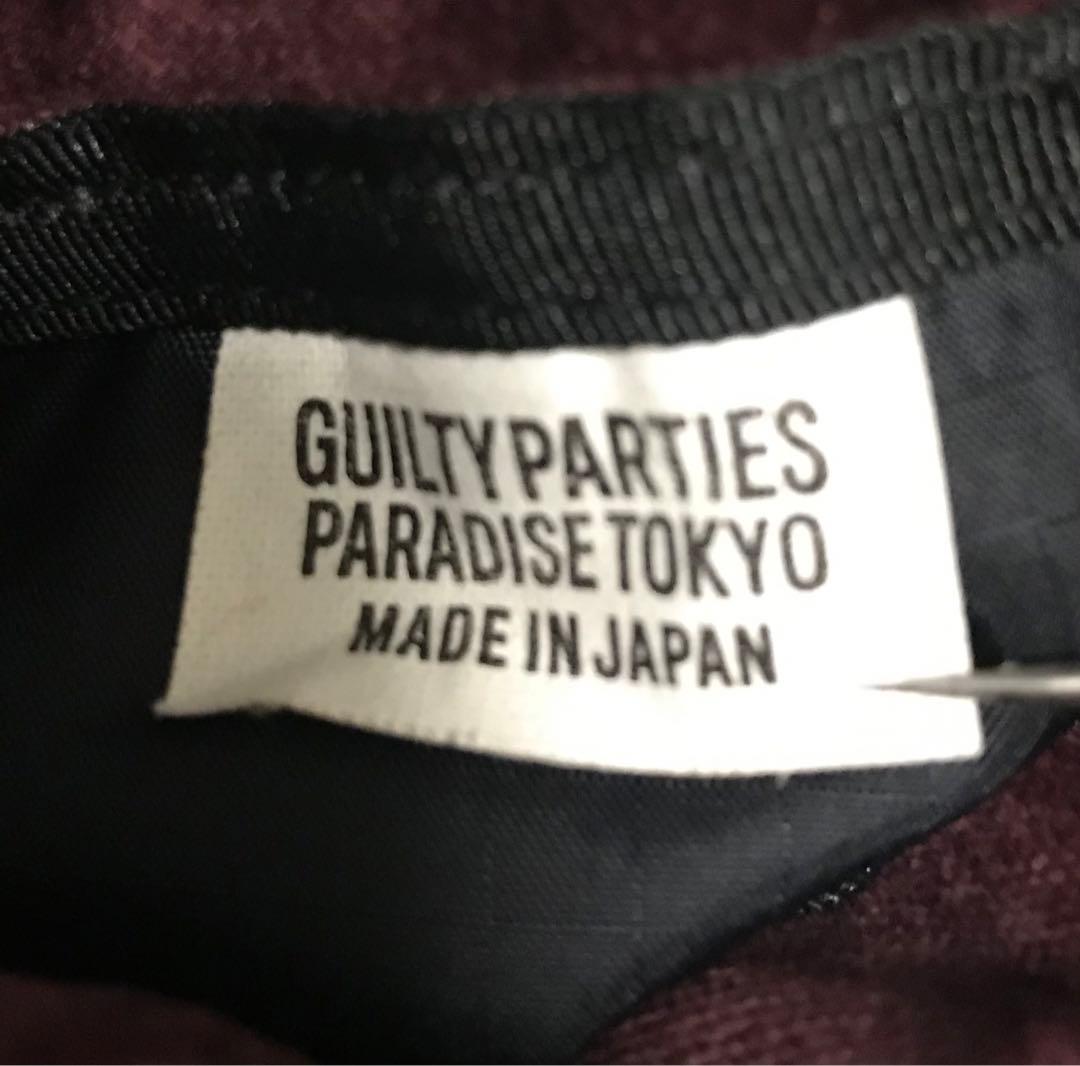 GUILTY PARTIES
PARADISE TOKYO
MADE IN JAPAN